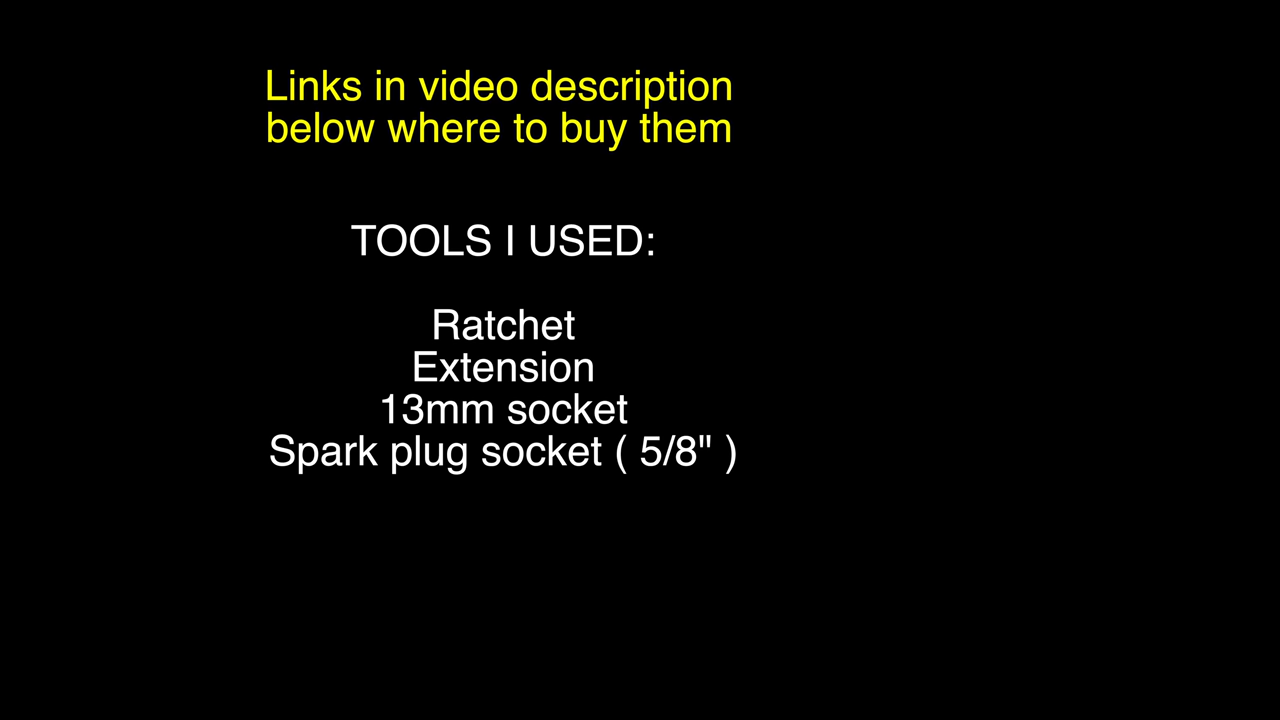 Links in video description
below where to buy them
TOOLS I USED:
Ratchet
Extension
13mm socket
Spark plug socket ( 5/8" )